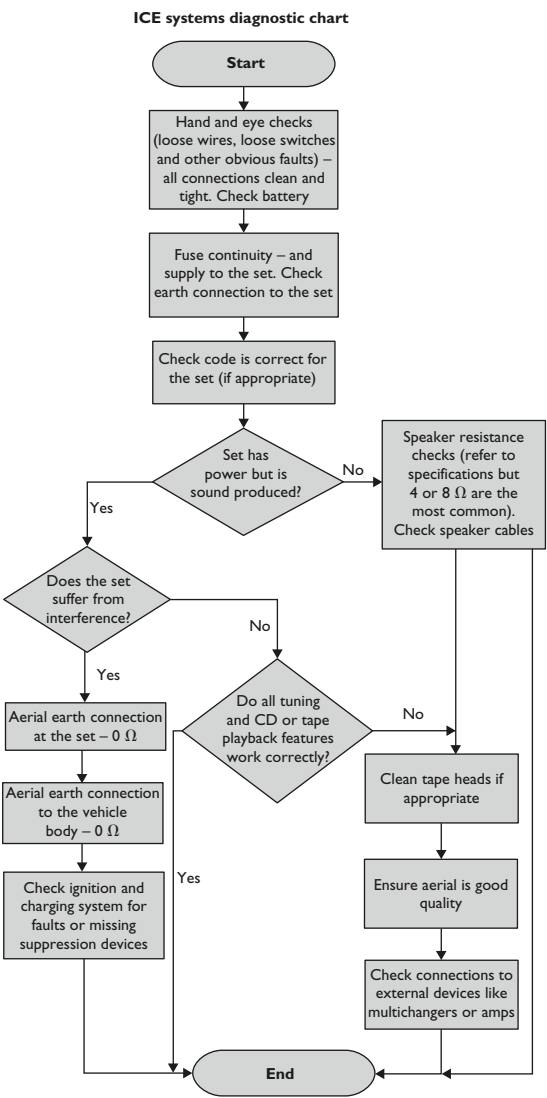 ICE systems diagnostic chart
Start
Hand and eye checks
(loose wires, loose switches
and other obvious faults) –
all connections clean and
tight. Check battery
Fuse continuity – and
supply to the set. Check
earth connection to the set
Check code is correct for
the set (if appropriate)
Set has
power but is
sound produced?
No
Speaker resistance
checks (refer to
specifications but
4 or 8 Ω are the
most common).
Check speaker cables
Yes
Does the set
suffer from
interference?
No
Yes
Do all tuning
and CD or tape
playback features
work correctly?
No
Aerial earth connection
at the set – 0 Ω
Aerial earth connection
to the vehicle
body – 0 Ω
Check ignition and
charging system for
faults or missing
suppression devices
Yes
Clean tape heads if
appropriate
Ensure aerial is good
quality
Check connections to
external devices like
multichangers or amps
End